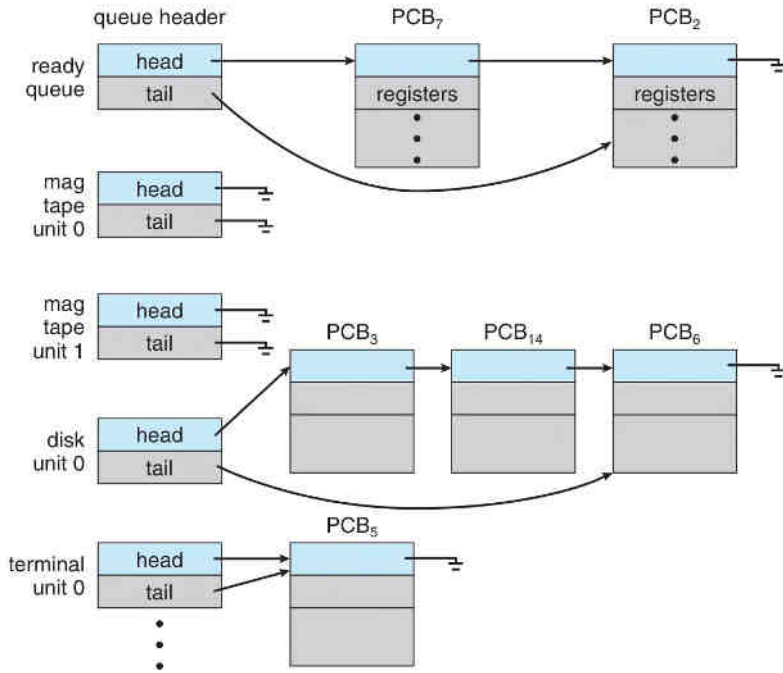 queue header
PCB7
PCB2
ready
queue
head
tail
registers
registers
mag
tape
unit 0
head
tail
mag
tape
unit 1
head
tail
PCB3
PCB14
PCB6
disk
unit 0
head
tail
PCB5
terminal
unit 0
head
tail